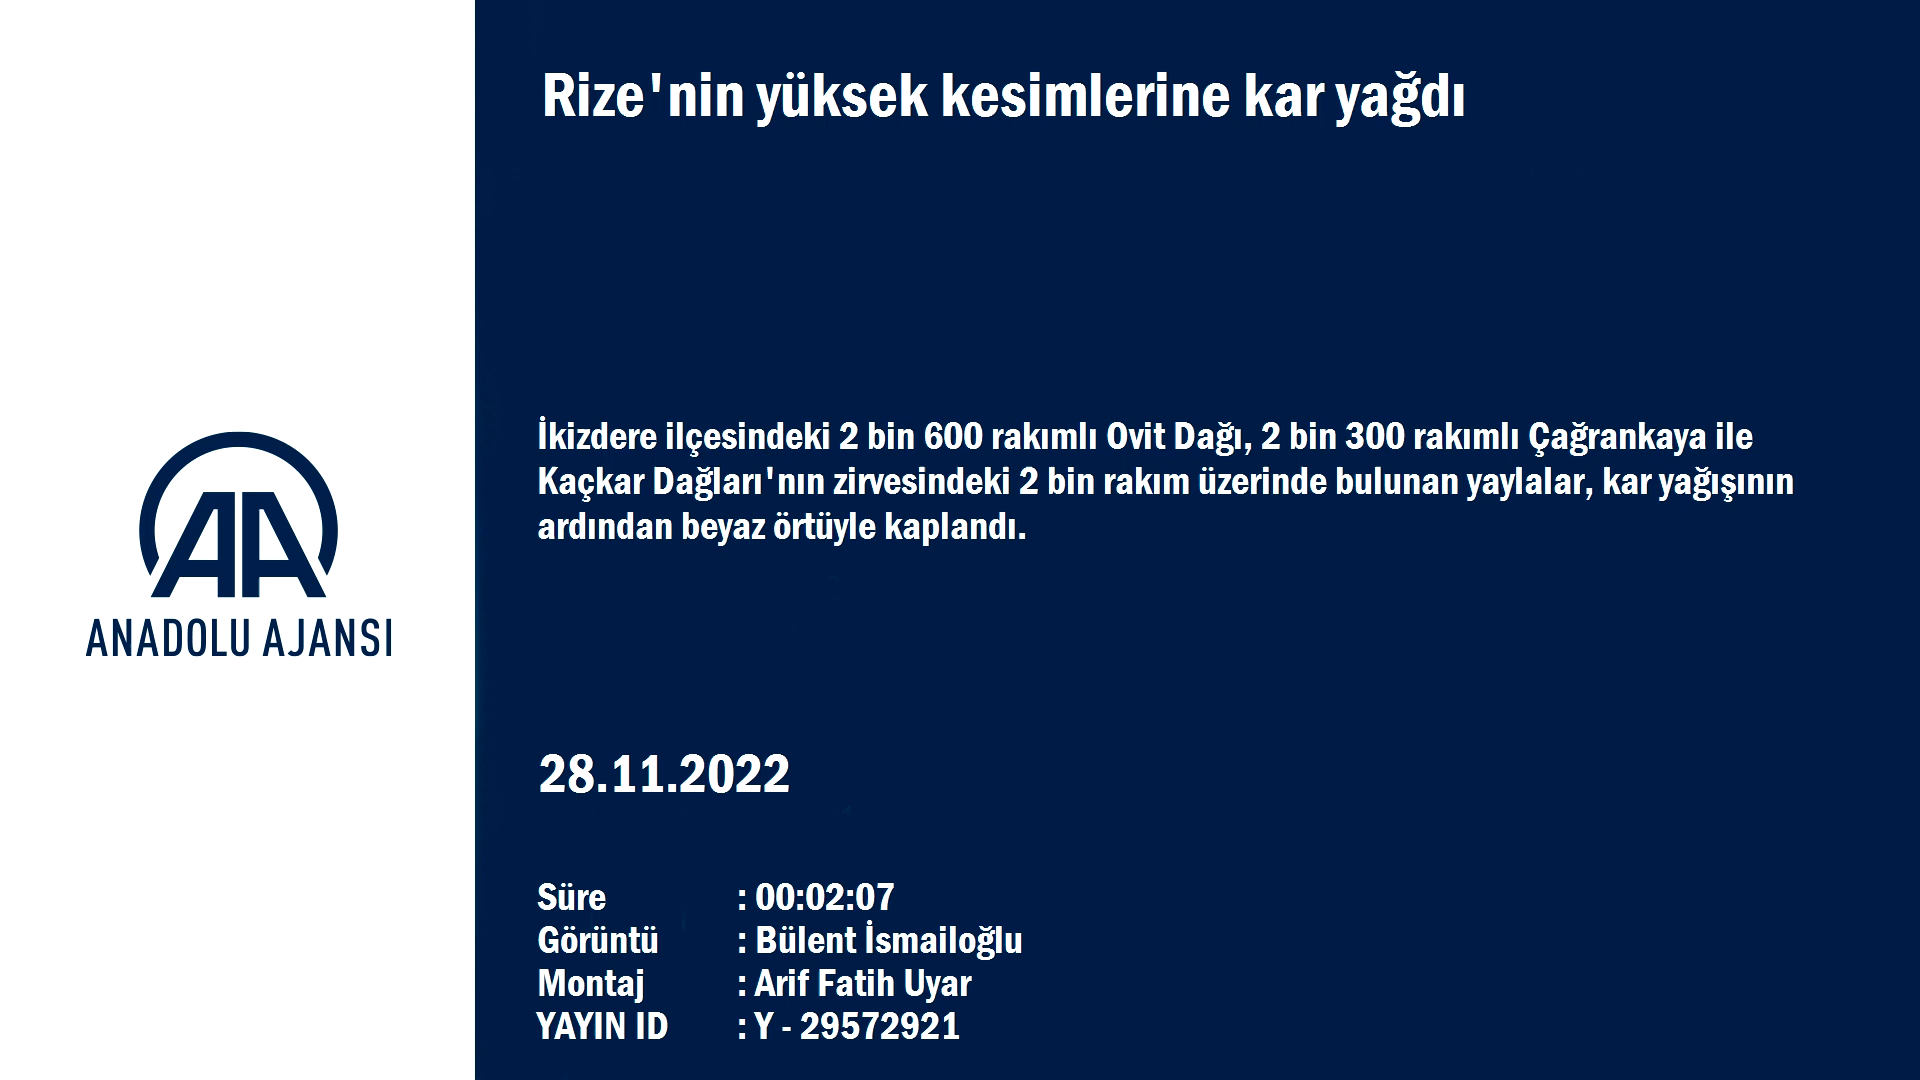 Rize'nin yüksek kesimlerine kar yağdı
İkizdere ilçesindeki 2 bin 600 rakımlı Ovit Dağı, 2 bin 300 rakımlı Çağrankaya ile
Kaçkar Dağları'nın zirvesindeki 2 bin rakım üzerinde bulunan yaylalar, kar yağışının
ardından beyaz örtüyle kaplandı.
AA
ANADOLU AJANSI
28.11.2022
Süre : 00:02:07
Görüntü : Bülent İsmailoğlu
Montaj : Arif Fatih Uyar
YAYIN ID : Y - 29572921